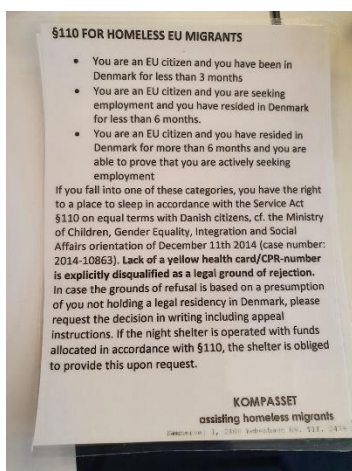 §110 FOR HOMELESS EU MIGRANTS
• You are an EU citizen and you have been in
Denmark for less than 3 months
• You are an EU citizen and you are seeking
employment and you have resided in Denmark
for less than 6 months.
• You are an EU citizen and you have resided in
Denmark for more than 6 months and you are
able to prove that you are actively seeking
employment
If you fall into one of these categories, you have the right
to a place to sleep in accordance with the Service Act
§110 on equal terms with Danish citizens, cf. the Ministry
of Children, Gender Equality, Integration and Social
Affairs orientation of December 11th 2014 (case number:
2014-10863). Lack of a yellow health card/CPR-number
is explicitly disqualified as a legal ground of rejection.
In case the grounds of refusal is based on a presumption
of you not holding a legal residency in Denmark, please
request the decision in writing including appeal
instructions. If the night shelter is operated with funds
allocated in accordance with §110, the shelter is obliged
to provide this upon request.
KOMPASSET
assisting homeless migrants